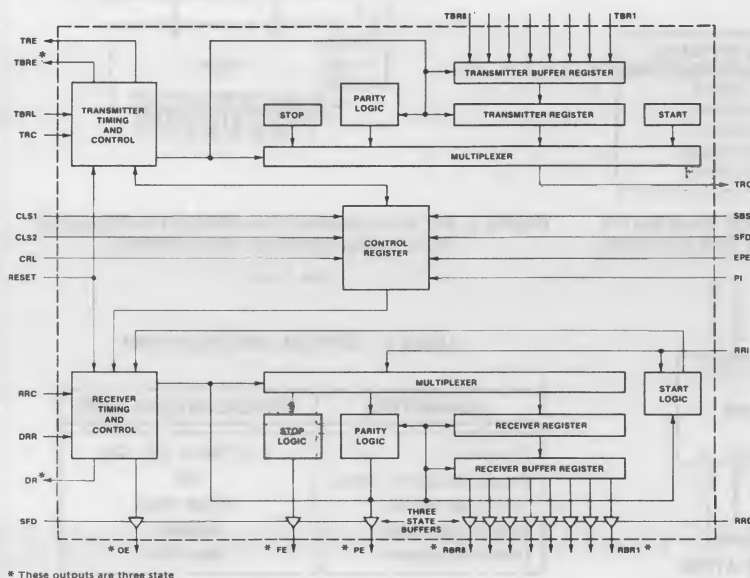 TBR8 TBR1
TRE
TBRE *
TRANSMITTER BUFFER REGISTER
TRANSMITTER TIMING AND CONTROL
PARITY LOGIC
TBRL
STOP
TRANSMITTER REGISTER
START
TRC
MULTIPLEXER
TRO
CLS1
SBS
CLS2
CONTROL REGISTER
SFD
CRL
EPE
RESET
PI
RRI
RECEIVER TIMING AND CONTROL
MULTIPLEXER
START LOGIC
RRC
STOP LOGIC
PARITY LOGIC
RECEIVER REGISTER
DRR
RECEIVER BUFFER REGISTER
DR *
SFD
THREE STATE BUFFERS
RRD
* OE
* FE
* PE
* RBR8
RBR1 *
* These outputs are three state